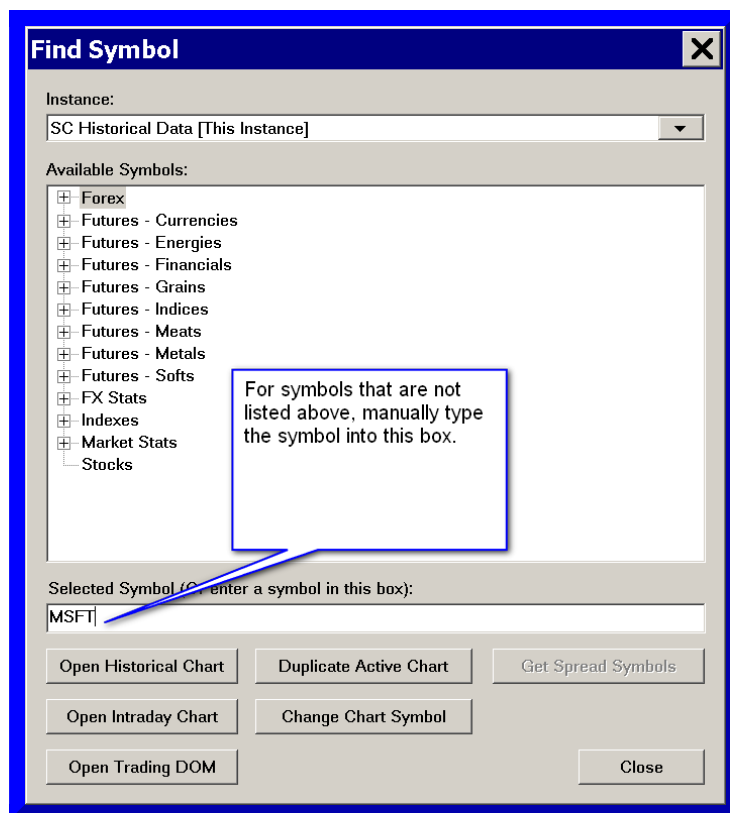 Find Symbol
Instance:
SC Historical Data [This Instance]
Available Symbols:
Forex
Futures - Currencies
Futures - Energies
Futures - Financials
Futures - Grains
Futures - Indices
Futures - Meats
Futures - Metals
Futures - Softs
FX Stats
Indexes
Market Stats
Stocks
For symbols that are not
listed above, manually type
the symbol into this box.
Selected Symbol enter a symbol in this box):
MSFT
Open Historical Chart
Duplicate Active Chart
Get Spread Symbols
Open Intraday Chart
Change Chart Symbol
Open Trading DOM
Close